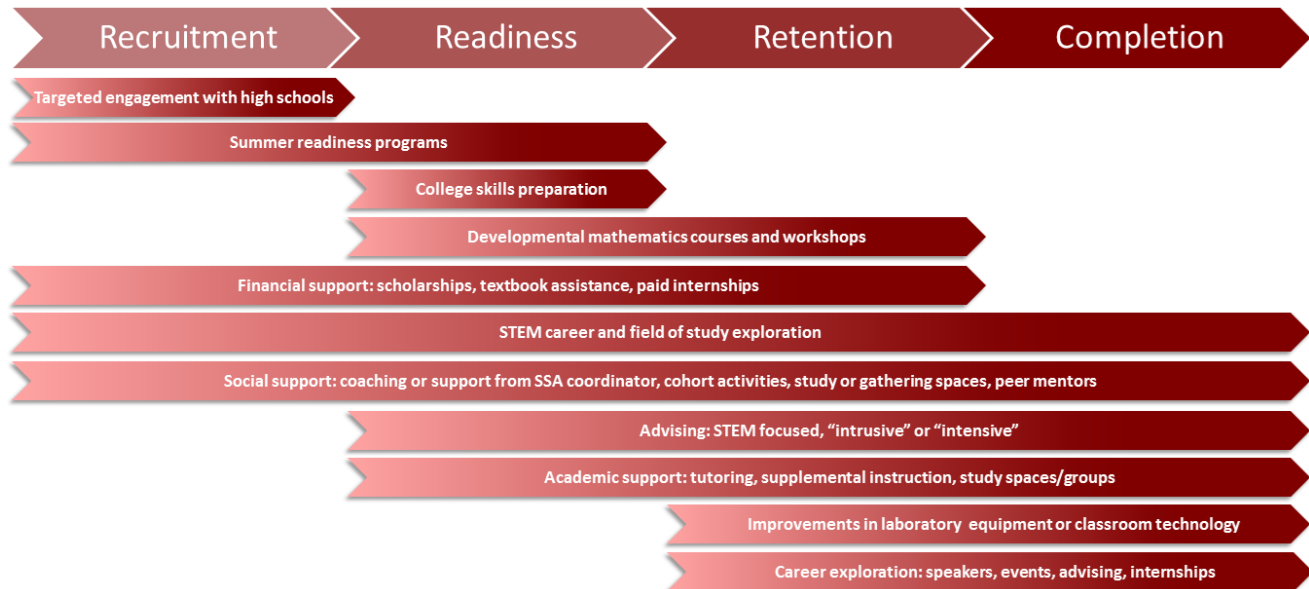 Recruitment
Readiness
Retention
Completion
Targeted engagement with high schools
Summer readiness programs
College skills preparation
Developmental mathematics courses and workshops
Financial support: scholarships, textbook assistance, paid internships
STEM career and field of study exploration
Social support: coaching or support from SSA coordinator, cohort activities, study or gathering spaces, peer mentors
Advising: STEM focused, “intrusive” or “intensive”
Academic support: tutoring, supplemental instruction, study spaces/groups
Improvements in laboratory equipment or classroom technology
Career exploration: speakers, events, advising, internships